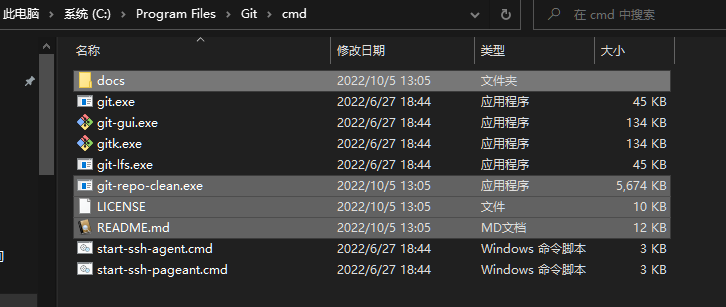 此电脑 > 系统 (C:) > Program Files > Git > cmd 在 cmd 中搜索
名称 修改日期 类型 大小
docs 2022/10/5 13:05 文件夹
git.exe 2022/6/27 18:44 应用程序 45 KB
git-gui.exe 2022/6/27 18:44 应用程序 134 KB
gitk.exe 2022/6/27 18:44 应用程序 134 KB
git-lfs.exe 2022/6/27 18:44 应用程序 45 KB
git-repo-clean.exe 2022/10/5 13:05 应用程序 5,674 KB
LICENSE 2022/10/5 13:05 文件 10 KB
README.md 2022/10/5 13:05 MD文档 12 KB
start-ssh-agent.cmd 2022/6/27 18:44 Windows 命令脚本 3 KB
start-ssh-pageant.cmd 2022/6/27 18:44 Windows 命令脚本 3 KB